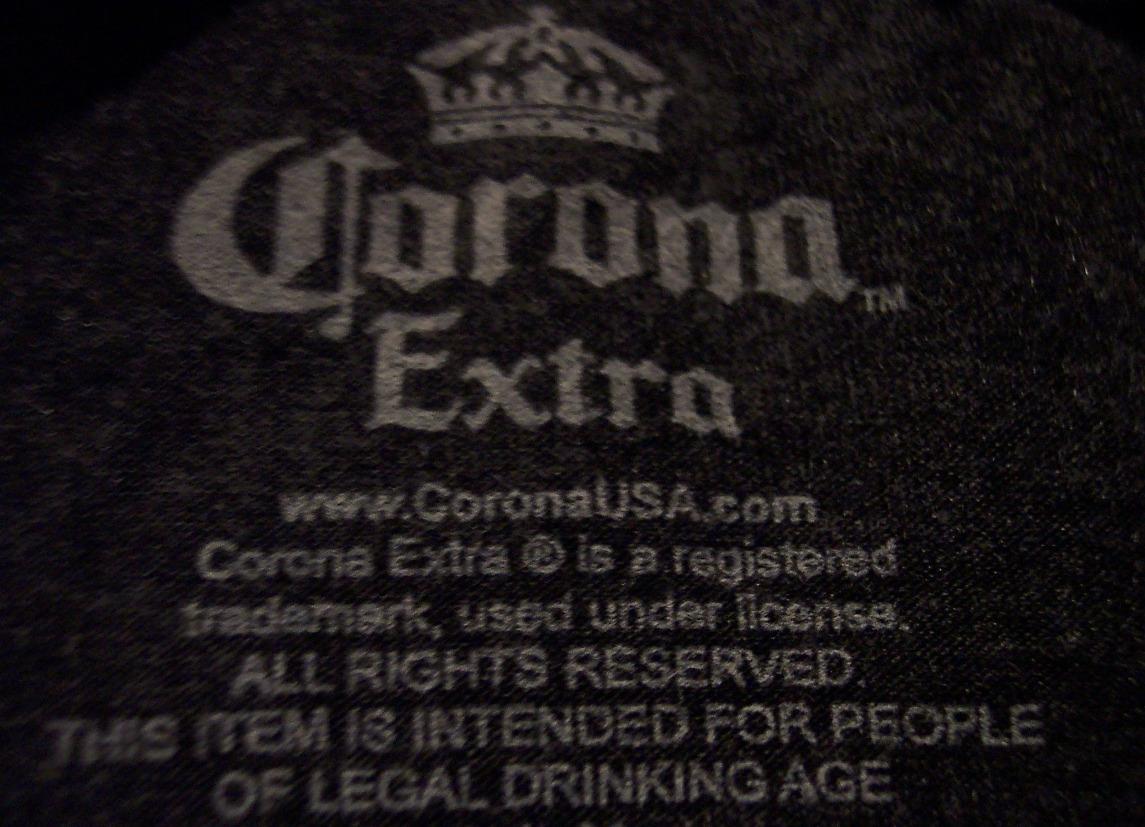 Corona™
Extra
www.CoronaUSA.com
Corona Extra ® is a registered
trademark, used under license.
ALL RIGHTS RESERVED.
THIS ITEM IS INTENDED FOR PEOPLE
OF LEGAL DRINKING AGE